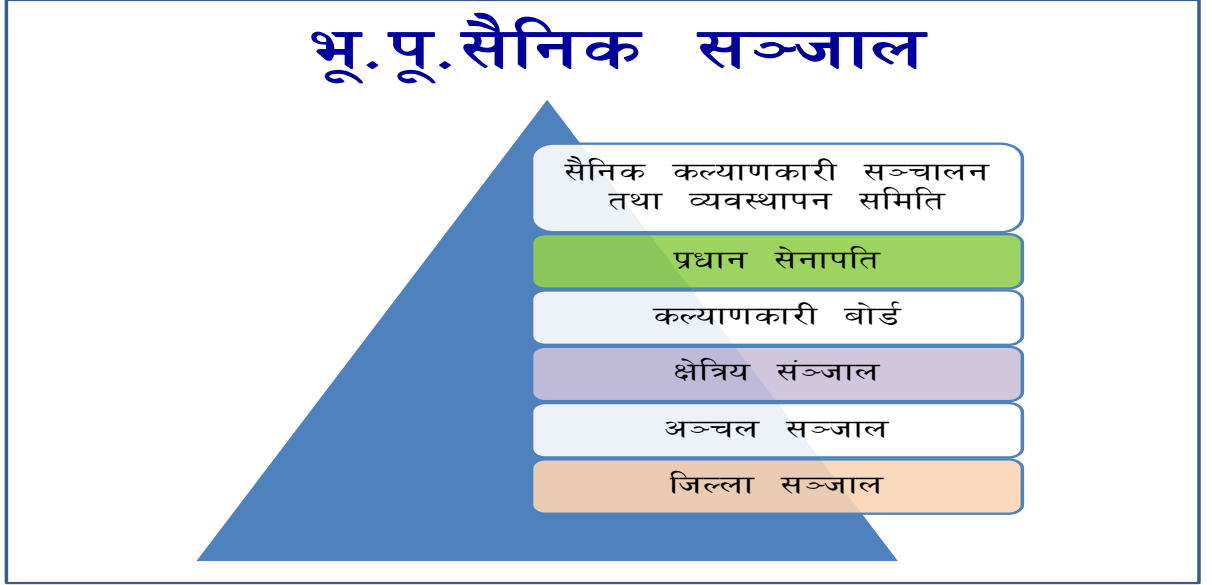 भू.पू.सैनिक सञ्जाल
सैनिक कल्याणकारी सञ्चालन
तथा व्यवस्थापन समिति
प्रधान सेनापति
कल्याणकारी बोर्ड
क्षेत्रिय संञ्जाल
अञ्चल सञ्जाल
जिल्ला सञ्जाल